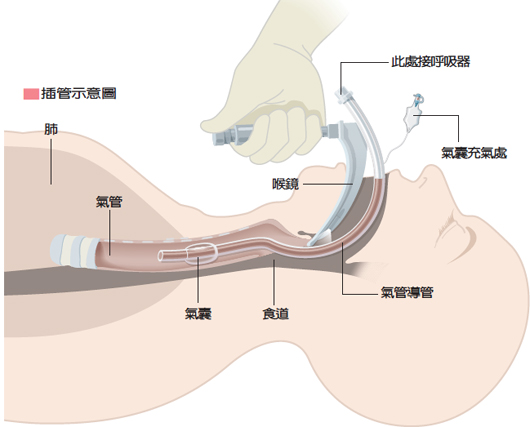 此處接呼吸器
插管示意圖
肺
氣囊充氣處
喉鏡
氣管
氣管導管
氣囊
食道